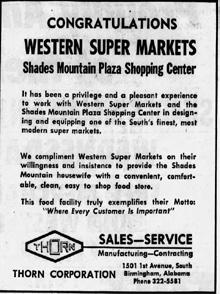 CONGRATULATIONS
WESTERN SUPER MARKETS
Shades Mountain Plaza Shopping Center
It has been a privilege and a pleasant experience
to work with Western Super Markets and the
Shades Mountain Plaza Shopping Center in design-
ing and equipping one of the South's finest, most
modern super markets.
We compliment Western Super Markets on their
willingness and insistence to provide the Shades
Mountain housewife with a convenient, comfort-
able, clean, easy to shop food store.
This food facility truly exemplifies their Motto:
"Where Every Customer Is Important"
THORN
SALES—SERVICE
Manufacturing—Contracting
THORN CORPORATION
1501 1st Avenue, South
Birmingham, Alabama
Phone 322-5581